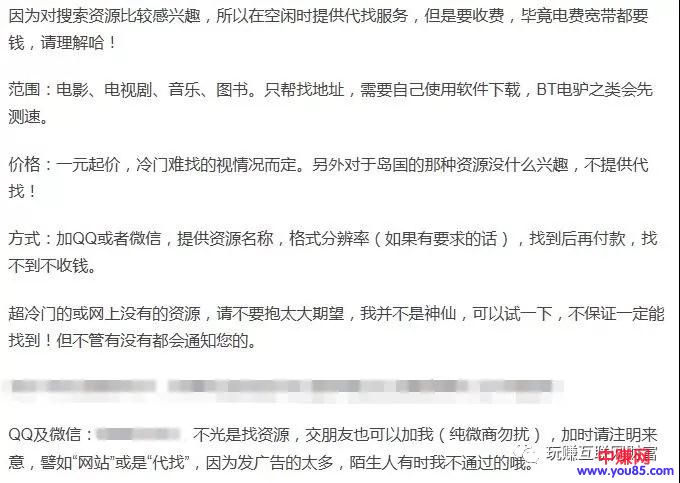 因为对搜索资源比较感兴趣，所以在空闲时提供代找服务，但是要收费，毕竟电费宽带都要
钱，请理解哈！
范围：电影、电视剧、音乐、图书。只帮找地址，需要自己使用软件下载，BT电驴之类会先
测速。
价格：一元起价，冷门难找的视情况而定。另外对于岛国的那种资源没什么兴趣，不提供代
找！
方式：加QQ或者微信，提供资源名称，格式分辨率（如果有要求的话），找到后再付款，找
不到不收钱。
超冷门的或网上没有的资源，请不要抱太大期望，我并不是神仙，可以试一下，不保证一定能
找到！但不管有没有都会通知您的。
QQ及微信： 不光是找资源，交朋友也可以加我（纯微商勿扰），加时请注明来
意，譬如“网站”或是“代找”，因为发广告的太多，陌生人有时我不通过的哦。
玩赚互联网财富
中赚网
www.you85.com